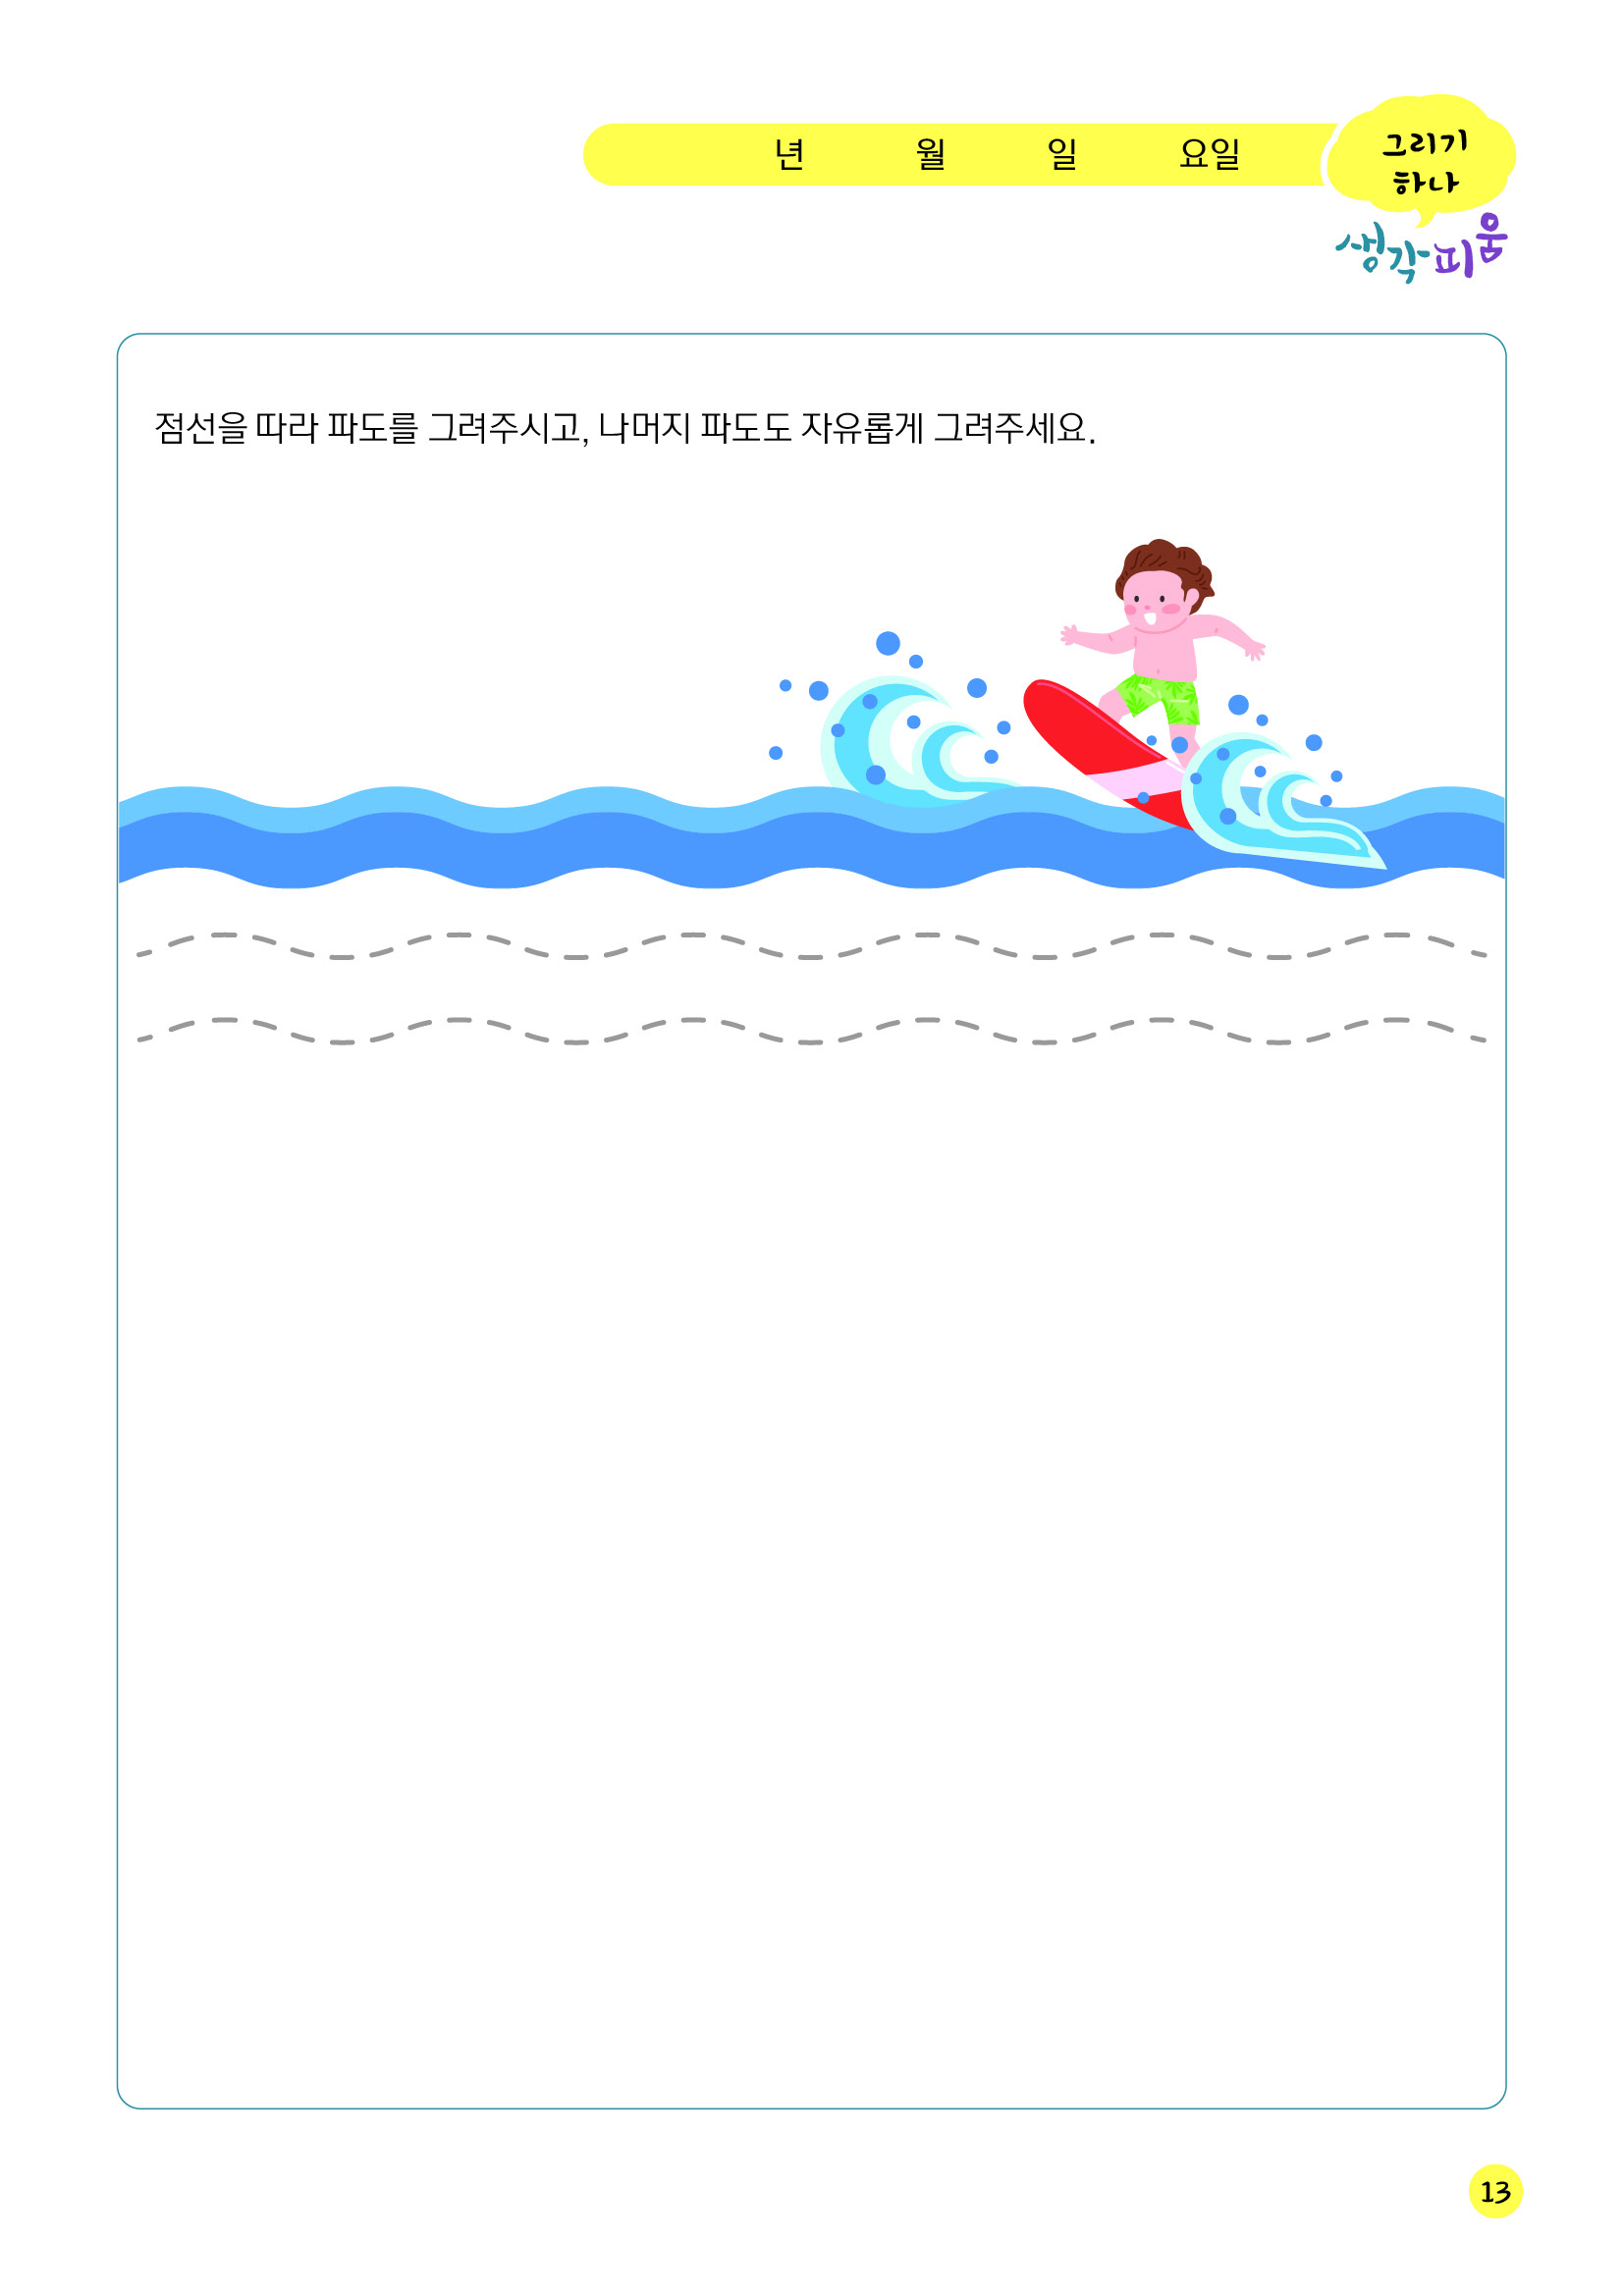 년 월 일 요일
그리기
하나
생각피움
점선을 따라 파도를 그려주시고, 나머지 파도도 자유롭게 그려주세요.
13